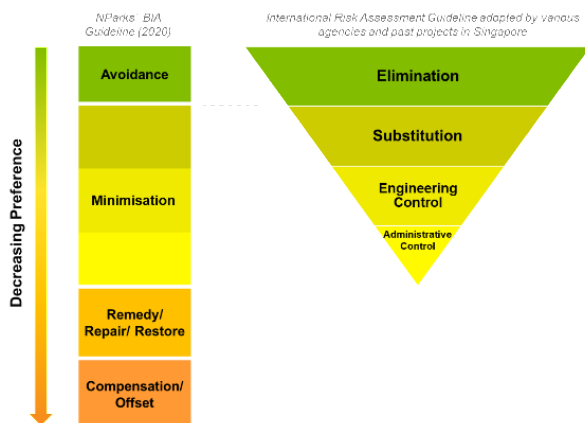 NParks BIA
Guideline (2020)
International Risk Assessment Guideline adopted by various
agencies and past projects in Singapore
Decreasing Preference
Avoidance
Minimisation
Remedy/
Repair/ Restore
Compensation/
Offset
Elimination
Substitution
Engineering
Control
Administrative
Control